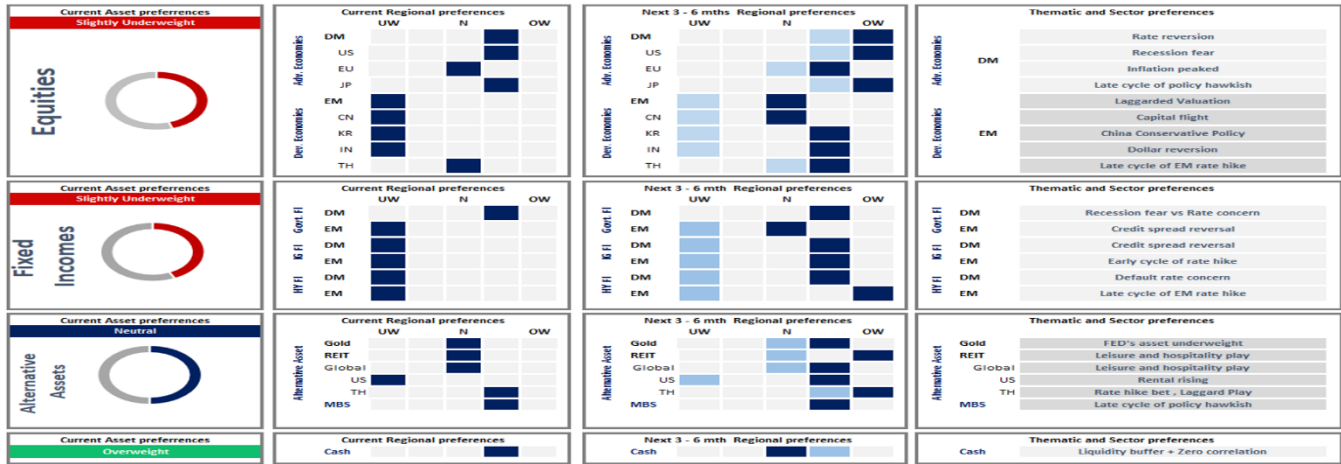 Current Asset preferrences
Slightly Underweight
Equities
Current Regional preferences
UW N OW
Adv. Economies
DM
US
EU
JP
Dev. Economies
EM
CN
KR
IN
TH
Next 3 - 6 mths Regional preferences
UW N OW
Adv. Economies
DM
US
EU
JP
Dev. Economies
EM
CN
KR
IN
TH
Thematic and Sector preferences
Adv. Economies
DM
Rate reversion
Recession fear
Inflation peaked
Late cycle of policy hawkish
Dev. Economies
EM
Laggarded Valuation
Capital flight
China Conservative Policy
Dollar reversion
Late cycle of EM rate hike
Current Asset preferrences
Slightly Underweight
Fixed
Incomes
Current Regional preferences
UW N OW
Govt. FI
DM
EM
IG FI
DM
EM
HY FI
DM
EM
Next 3 - 6 mth Regional preferences
UW N OW
Govt. FI
DM
EM
IG FI
DM
EM
HY FI
DM
EM
Thematic and Sector preferences
Govt. FI
DM Recession fear vs Rate concern
EM Credit spread reversal
IG FI
DM Credit spread reversal
EM Early cycle of rate hike
HY FI
DM Default rate concern
EM Late cycle of EM rate hike
Current Asset preferrences
Neutral
Alternative
Assets
Current Regional preferences
UW N OW
Alternative Asset
Gold
REIT
Global
US
TH
MBS
Next 3 - 6 mth Regional preferences
UW N OW
Alternative Asset
Gold
REIT
Global
US
TH
MBS
Thematic and Sector preferences
Alternative Asset
Gold FED's asset underweight
REIT Leisure and hospitality play
Global Leisure and hospitality play
US Rental rising
TH Rate hike bet , Laggard Play
MBS Late cycle of policy hawkish
Current Asset preferrences
Overweight
Current Regional preferences
Cash
Next 3 - 6 mth Regional preferences
Cash
Thematic and Sector preferences
Cash Liquidity buffer + Zero correlation